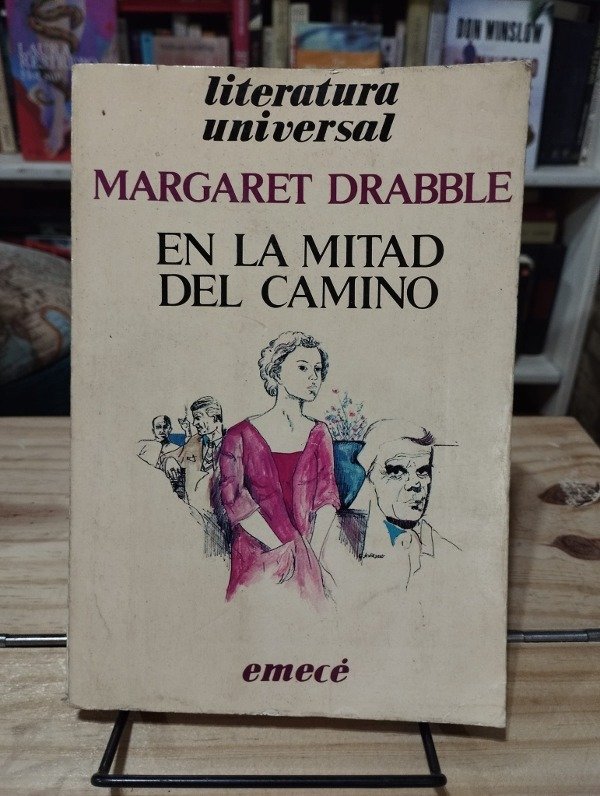 literatura
universal
MARGARET DRABBLE
EN LA MITAD
DEL CAMINO
emecé
DON WINSLOW